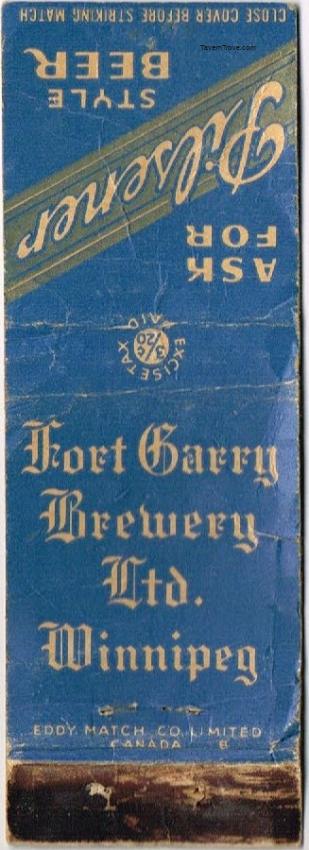 CLOSE COVER BEFORE STRIKING MATCH
TavernTrove.com
ASK
FOR
Pilsener
STYLE
BEER
EXCISE TAX
3/20
PAID
Fort Garry
Brewery
Ltd.
Winnipeg
EDDY MATCH CO. LIMITED
CANADA 8